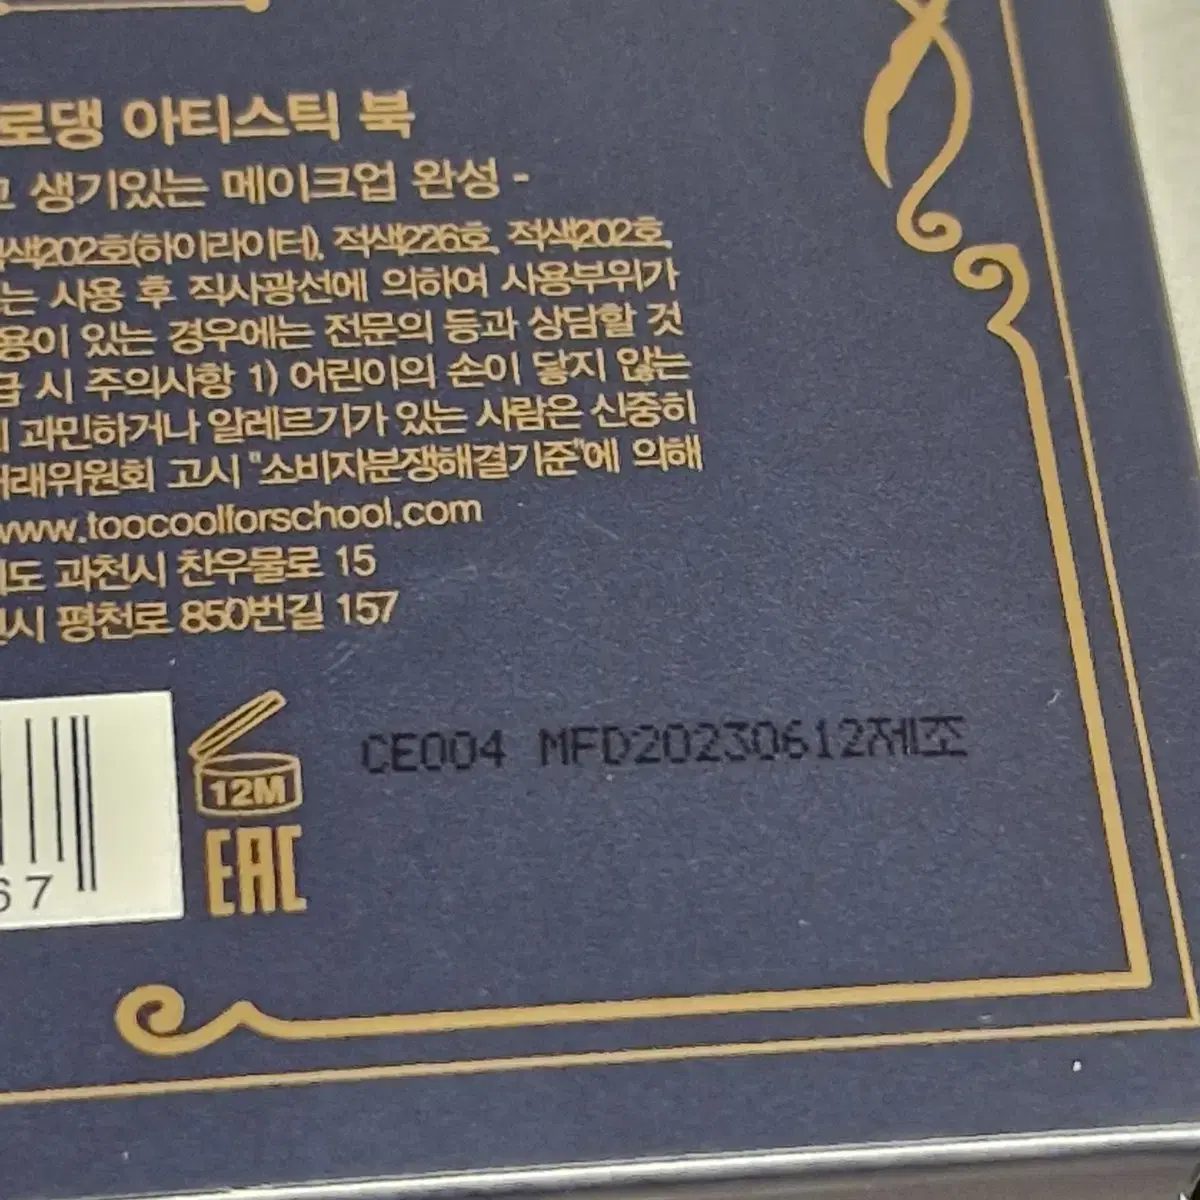 로댕 아티스틱 북
고 생기있는 메이크업 완성 -
적색202호(하이라이터), 적색226호, 적색202호,
는 사용 후 직사광선에 의하여 사용부위가
용이 있는 경우에는 전문의 등과 상담할 것
급 시 주의사항 1) 어린이의 손이 닿지 않는
과민하거나 알레르기가 있는 사람은 신중히
거래위원회 고시 "소비자분쟁해결기준"에 의해
www.toocoolforschool.com
기도 과천시 찬우물로 15
시 평천로 850번길 157
CE004 MFD20230612제조
12M
EAC
67